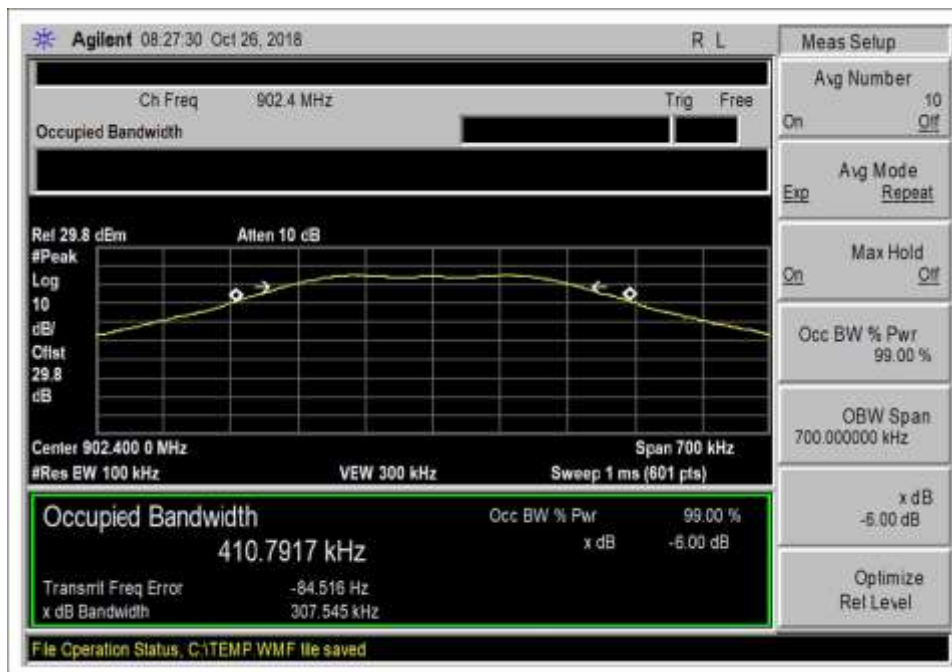 Agilent 08:27:30 Oct 26, 2018 R L
Meas Setup
Ch Freq 902.4 MHz Trig Free
Occupied Bandwidth
Avg Number
10
On Off
Avg Mode
Exp Repeat
Max Hold
On Off
Occ BW % Pwr
99.00 %
OBW Span
700.000000 kHz
x dB
-6.00 dB
Optimize
Ref Level
Ref 29.8 dBm Atten 10 dB
#Peak
Log
10
dB/
Offst
29.8
dB
Center 902.400 0 MHz Span 700 kHz
#Res BW 100 kHz VBW 300 kHz Sweep 1 ms (601 pts)
Occupied Bandwidth Occ BW % Pwr 99.00 %
410.7917 kHz x dB -6.00 dB
Transmit Freq Error -84.516 Hz
x dB Bandwidth 307.545 kHz
File Operation Status, C:\TEMP.WMF file saved